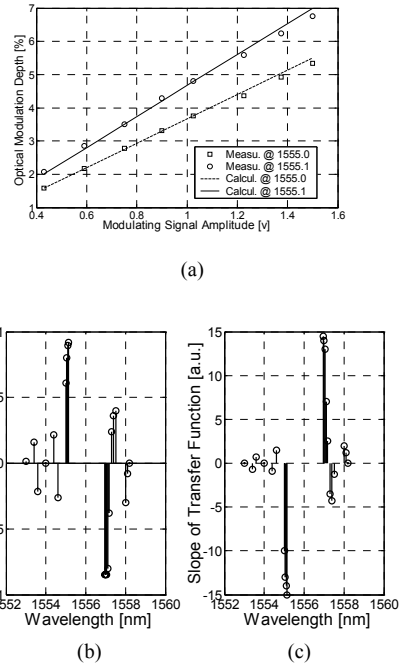 7
6
5
4
3
2
1
Optical Modulation Depth [%]
Measu. @ 1555.0
Measu. @ 1555.1
Calcul. @ 1555.0
Calcul. @ 1555.1
0.4 0.6 0.8 1 1.2 1.4 1.6
Modulating Signal Amplitude [v]
(a)
1
5
0
5
1
552 1554 1556 1558 1560
Wavelength [nm]
(b)
15
10
5
0
-5
-10
-15
Slope of Transfer Function [a.u.]
1552 1554 1556 1558 1560
Wavelength [nm]
(c)